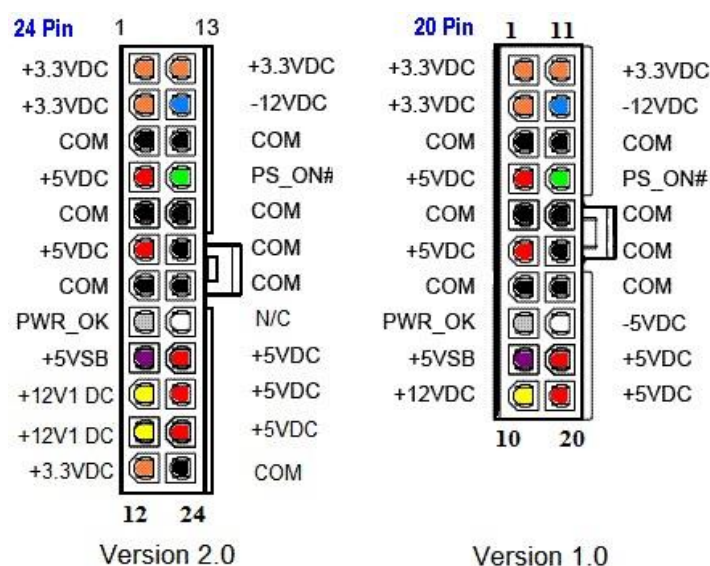 24 Pin 1 13
+3.3VDC +3.3VDC
+3.3VDC -12VDC
COM COM
+5VDC PS_ON#
COM COM
+5VDC COM
COM COM
PWR_OK N/C
+5VSB +5VDC
+12V1 DC +5VDC
+12V1 DC +5VDC
+3.3VDC COM
12 24
Version 2.0
20 Pin 1 11
+3.3VDC +3.3VDC
+3.3VDC -12VDC
COM COM
+5VDC PS_ON#
COM COM
+5VDC COM
COM COM
PWR_OK -5VDC
+5VSB +5VDC
+12VDC +5VDC
10 20
Version 1.0